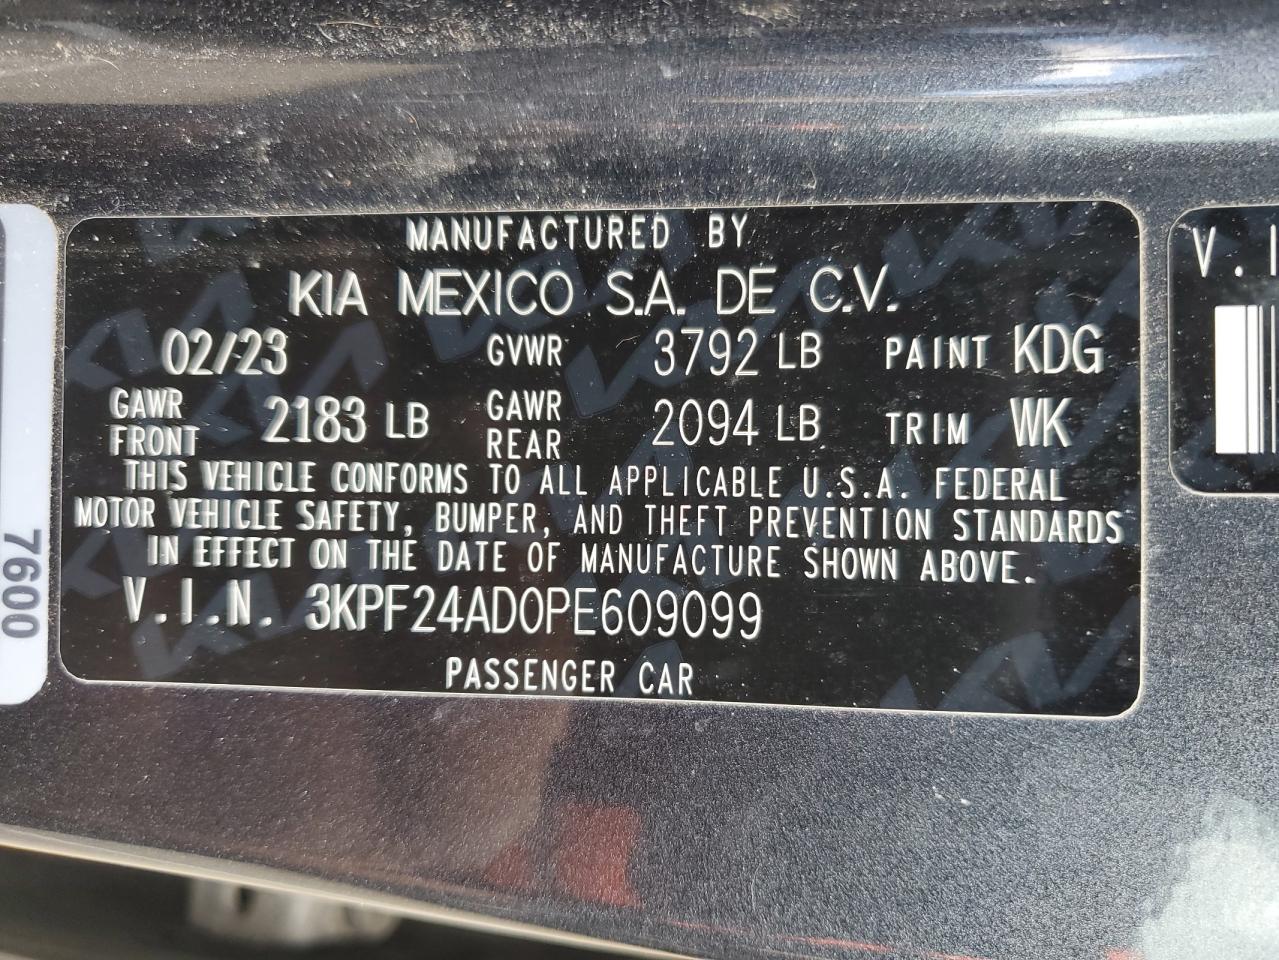 MANUFACTURED BY
KIA MEXICO S.A. DE C.V.
02/23 GVWR 3792 LB PAINT KDG
GAWR FRONT 2183 LB GAWR REAR 2094 LB TRIM WK
THIS VEHICLE CONFORMS TO ALL APPLICABLE U.S.A. FEDERAL
MOTOR VEHICLE SAFETY, BUMPER, AND THEFT PREVENTION STANDARDS
IN EFFECT ON THE DATE OF MANUFACTURE SHOWN ABOVE.
V.I.N. 3KPF24AD0PE609099
PASSENGER CAR
7600
V.I